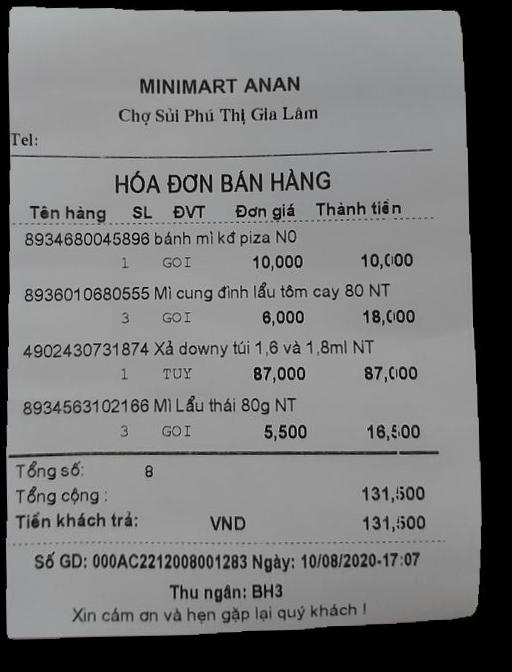 MINIMART ANAN
Chợ Sủi Phú Thị Gia Lâm
Tel:
HÓA ĐƠN BÁN HÀNG
Tên hàng SL ĐVT Đơn giá Thành tiền
8934680045896 bánh mì kđ piza N0
1 GOI 10,000 10,000
8936010680555 Mì cung đình lẩu tôm cay 80 NT
3 GOI 6,000 18,000
4902430731874 Xả downy túi 1,6 và 1,8ml NT
1 TUY 87,000 87,000
8934563102166 Mì Lẩu thái 80g NT
3 GOI 5,500 16,500
Tổng số: 8
Tổng cộng : 131,500
Tiền khách trả: VND 131,500
Số GD: 000AC2212008001283 Ngày: 10/08/2020-17:07
Thu ngân: BH3
Xin cám ơn và hẹn gặp lại quý khách !